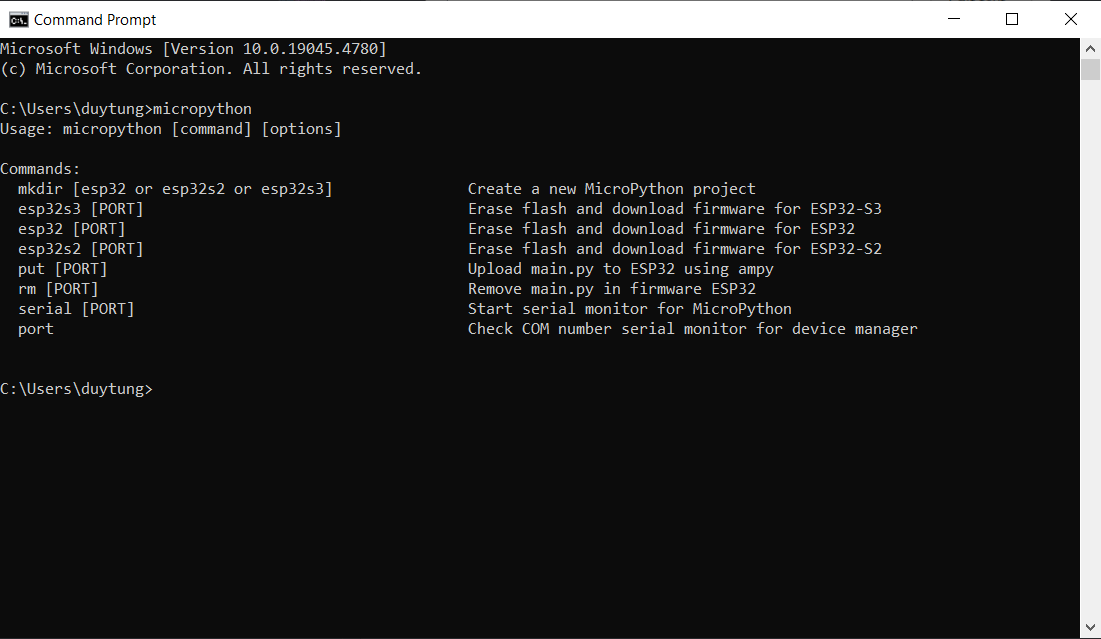 Command Prompt
Microsoft Windows [Version 10.0.19045.4780]
(c) Microsoft Corporation. All rights reserved.
C:\Users\duytung>micropython
Usage: micropython [command] [options]
Commands:
mkdir [esp32 or esp32s2 or esp32s3] Create a new MicroPython project
esp32s3 [PORT] Erase flash and download firmware for ESP32-S3
esp32 [PORT] Erase flash and download firmware for ESP32
esp32s2 [PORT] Erase flash and download firmware for ESP32-S2
put [PORT] Upload main.py to ESP32 using ampy
rm [PORT] Remove main.py in firmware ESP32
serial [PORT] Start serial monitor for MicroPython
port Check COM number serial monitor for device manager
C:\Users\duytung>